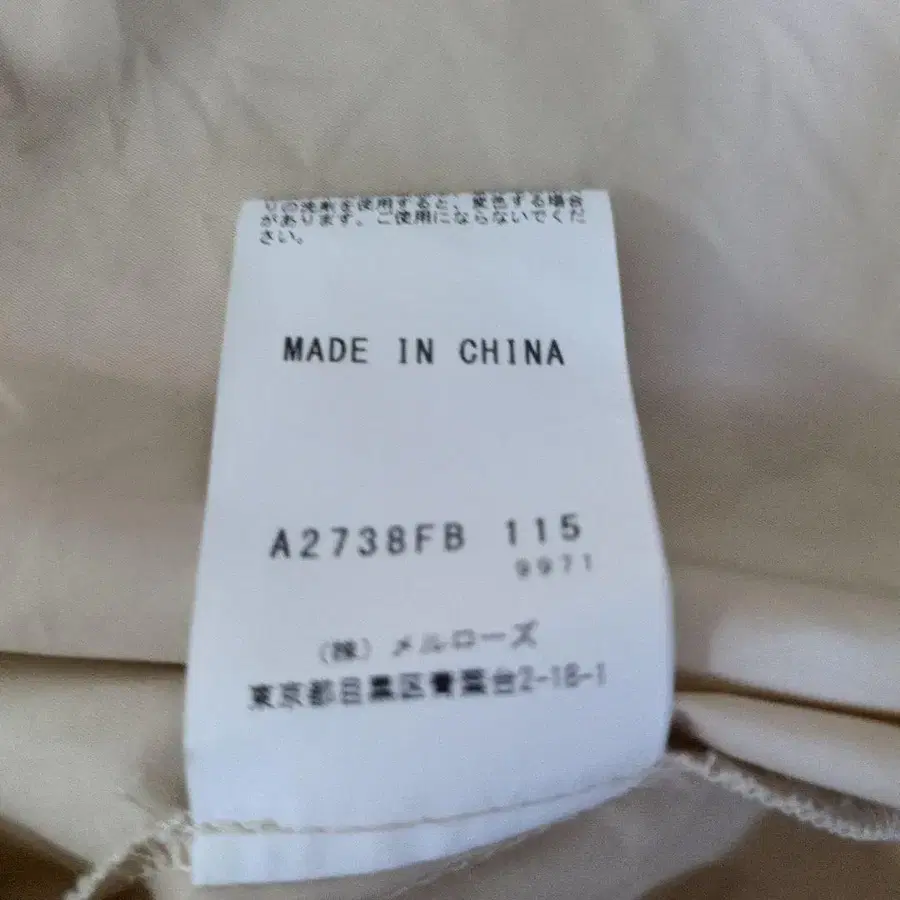 りの洗剤を使用すると、変色する場合
があります。ご使用にならないでくだ
さい。
MADE IN CHINA
A2738FB 115
9971
(株) メルローズ
東京都目黒区青葉台2-16-1